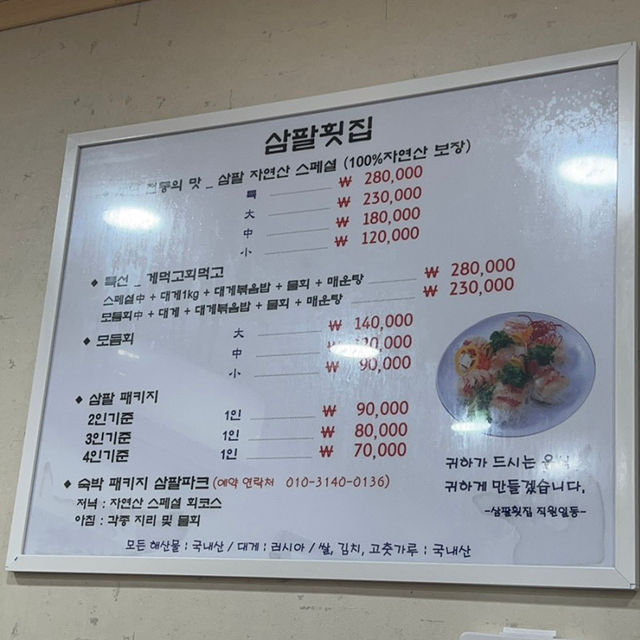 삼팔횟집
전통의 맛 _ 삼팔 자연산 스페셜 (100%자연산 보장)
특 ₩ 280,000
大 ₩ 230,000
中 ₩ 180,000
小 ₩ 120,000
◆ 특선 _ 게먹고회먹고
스페셜中 + 대게1kg + 대게볶음밥 + 물회 + 매운탕 ₩ 280,000
모듬회中 + 대게 + 대게볶음밥 + 물회 + 매운탕 ₩ 230,000
◆ 모듬회
大 ₩ 140,000
中 20,000
小 ₩ 90,000
◆ 삼팔 패키지
2인기준 1인 ₩ 90,000
3인기준 1인 ₩ 80,000
4인기준 1인 ₩ 70,000
◆ 숙박 패키지 삼팔파크 (예약 연락처 010-3140-0136)
저녁 : 자연산 스페셜 회코스
아침 : 각종 지리 및 물회
귀하가 드시는
귀하게 만들겠습니다.
-삼팔횟집 직원일동-
모든 해산물 : 국내산 / 대게 : 러시아 / 쌀, 김치, 고춧가루 : 국내산